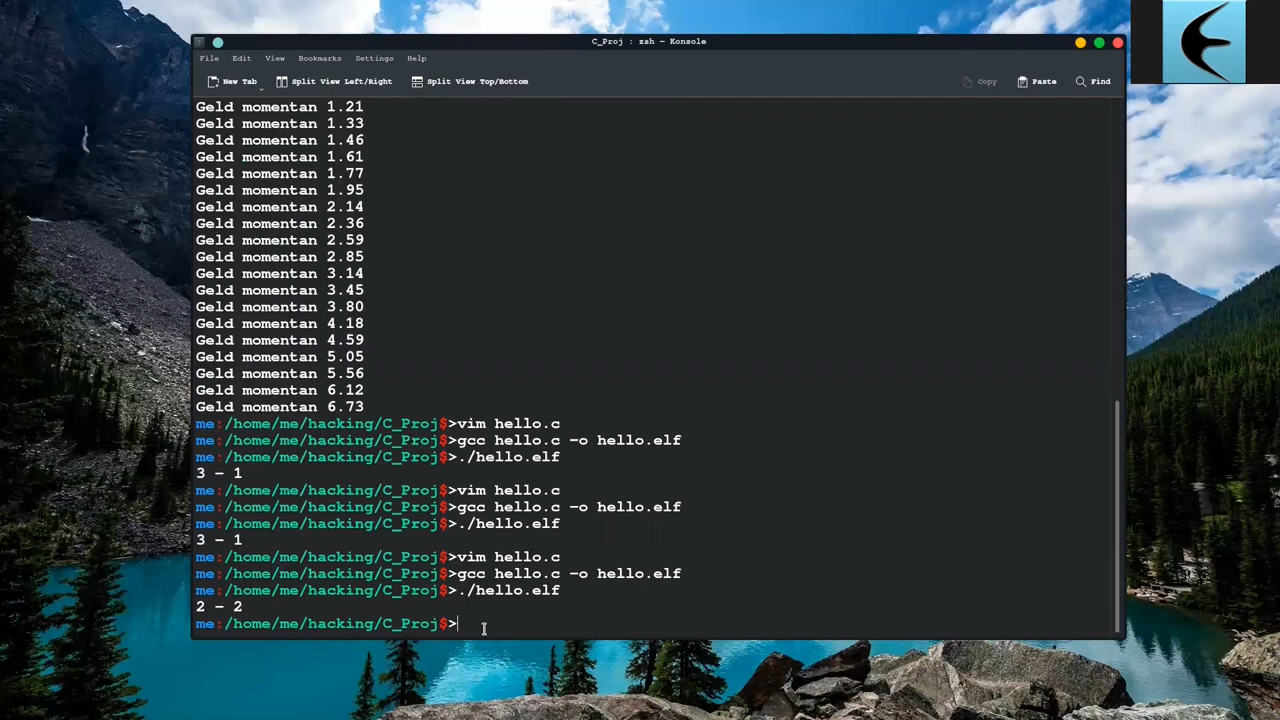 C_Proj : zsh — Konsole
File Edit View Bookmarks Settings Help
New Tab Split View Left/Right Split View Top/Bottom Copy Paste Find
Geld momentan 1.21
Geld momentan 1.33
Geld momentan 1.46
Geld momentan 1.61
Geld momentan 1.77
Geld momentan 1.95
Geld momentan 2.14
Geld momentan 2.36
Geld momentan 2.59
Geld momentan 2.85
Geld momentan 3.14
Geld momentan 3.45
Geld momentan 3.80
Geld momentan 4.18
Geld momentan 4.59
Geld momentan 5.05
Geld momentan 5.56
Geld momentan 6.12
Geld momentan 6.73
me:/home/me/hacking/C_Proj$>vim hello.c
me:/home/me/hacking/C_Proj$>gcc hello.c -o hello.elf
me:/home/me/hacking/C_Proj$>./hello.elf
3 - 1
me:/home/me/hacking/C_Proj$>vim hello.c
me:/home/me/hacking/C_Proj$>gcc hello.c -o hello.elf
me:/home/me/hacking/C_Proj$>./hello.elf
3 - 1
me:/home/me/hacking/C_Proj$>vim hello.c
me:/home/me/hacking/C_Proj$>gcc hello.c -o hello.elf
me:/home/me/hacking/C_Proj$>./hello.elf
2 - 2
me:/home/me/hacking/C_Proj$>